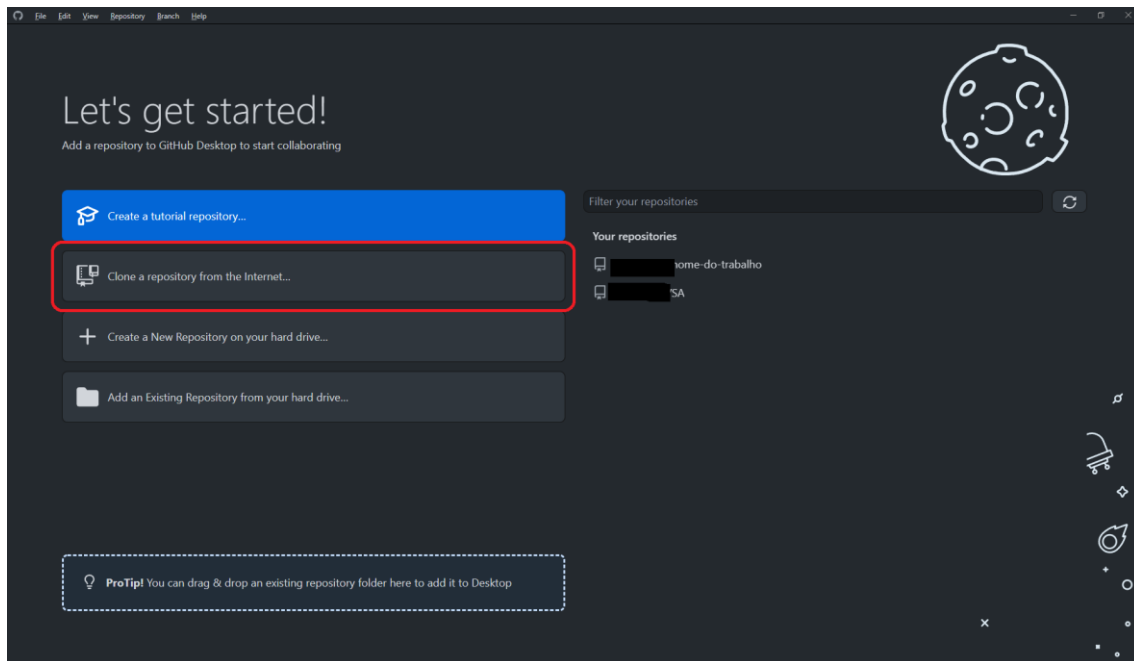 File Edit View Repository Branch Help
Let's get started!
Add a repository to GitHub Desktop to start collaborating
Create a tutorial repository...
Filter your repositories
Your repositories
Clone a repository from the Internet...
nome-do-trabalho
/SA
Create a New Repository on your hard drive...
Add an Existing Repository from your hard drive...
ProTip! You can drag & drop an existing repository folder here to add it to Desktop